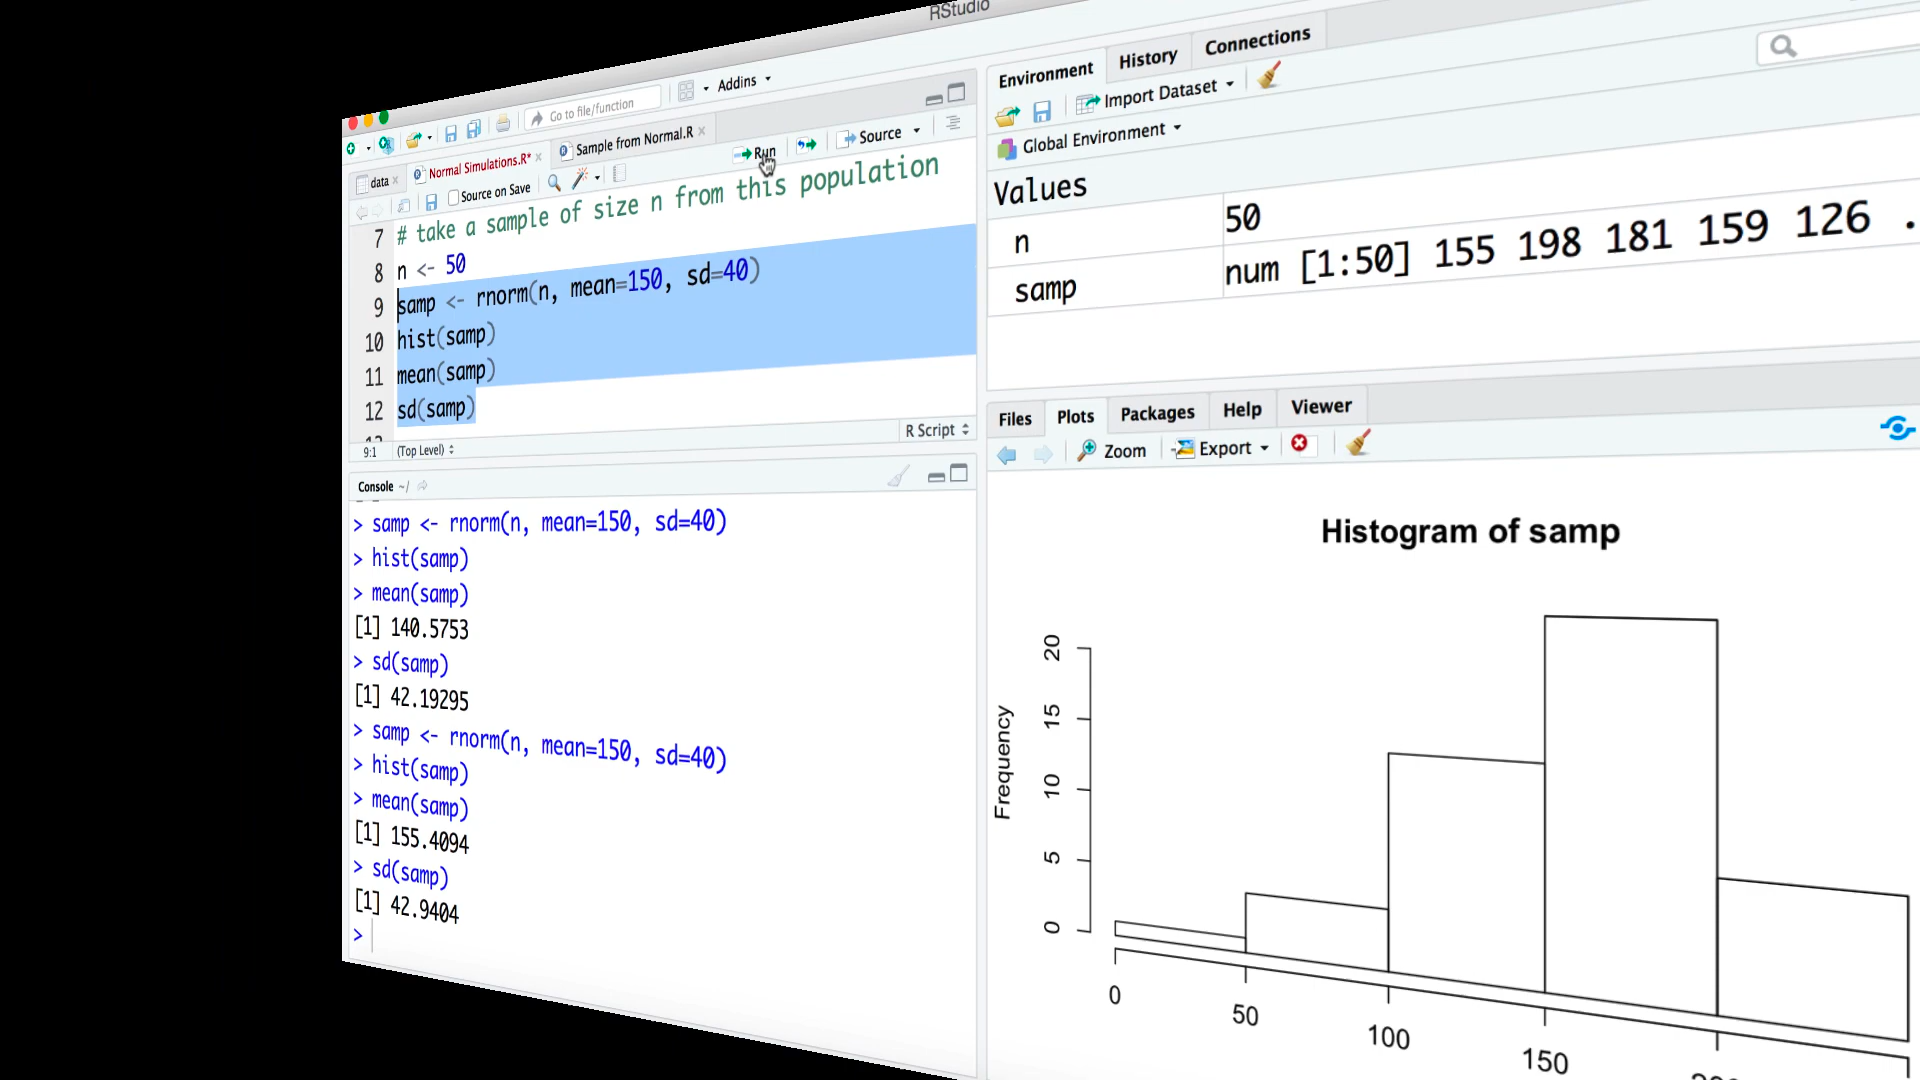 RStudio
Go to file/function
Addins
data
Normal Simulations.R*
Sample from Normal.R
Source on Save
Run
Source
7 # take a sample of size n from this population
8 n <- 50
9 samp <- rnorm(n, mean=150, sd=40)
10 hist(samp)
11 mean(samp)
12 sd(samp)
9:1 (Top Level)
R Script
Console ~/
> samp <- rnorm(n, mean=150, sd=40)
> hist(samp)
> mean(samp)
[1] 140.5753
> sd(samp)
[1] 42.19295
> samp <- rnorm(n, mean=150, sd=40)
> hist(samp)
> mean(samp)
[1] 155.4094
> sd(samp)
[1] 42.9404
>
Environment History Connections
Import Dataset
Global Environment
Values
n 50
samp num [1:50] 155 198 181 159 126 .
Files Plots Packages Help Viewer
Zoom Export
Histogram of samp
Frequency
20
15
10
5
0
0 50 100 150